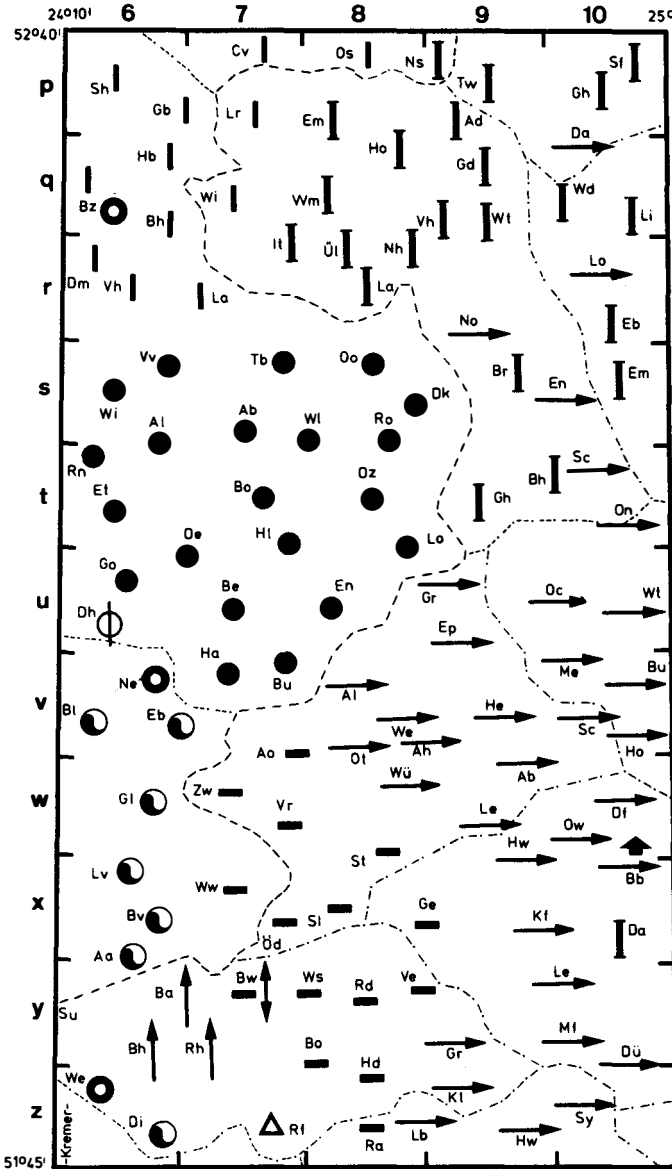 24°10' 6 7 8 9 10 25°
52°40'
Cv Os Ns Sf
p Sh Tw Gh
Gb Lr Em Ad
Hb Ho Gd Da
q Bz Wi Wm Wd
Bh Vh Wt Li
It Ül Nh
Dm Vh La La Lo
r Eb
No
Vv Tb Oo Br Em
s Wi Dk En
Al Ab Wl Ro
Rn Oz Sc
t Et Bo Bh
Gh On
Oe Hl Lo
Go Be En Gr Oc Wt
u Dh
Ep
Ha Me Bu
Ne Bu Al
v Bl Eb We He Sc
Ao Ot Ah Ho
Zw Wü Ab
w Gl Vr Le Of
Ow
St Hw
Lv Bb
x Ww
Bv Sl Ge Kf Da
Aa Öd
Ba Bw Ws Rd Ve Le
y Su
Bh Rh Bo Gr Mf
Hd Dü
We Kl
z Di Rf Ra Lb Hw Sy
51°45' -Kremer-